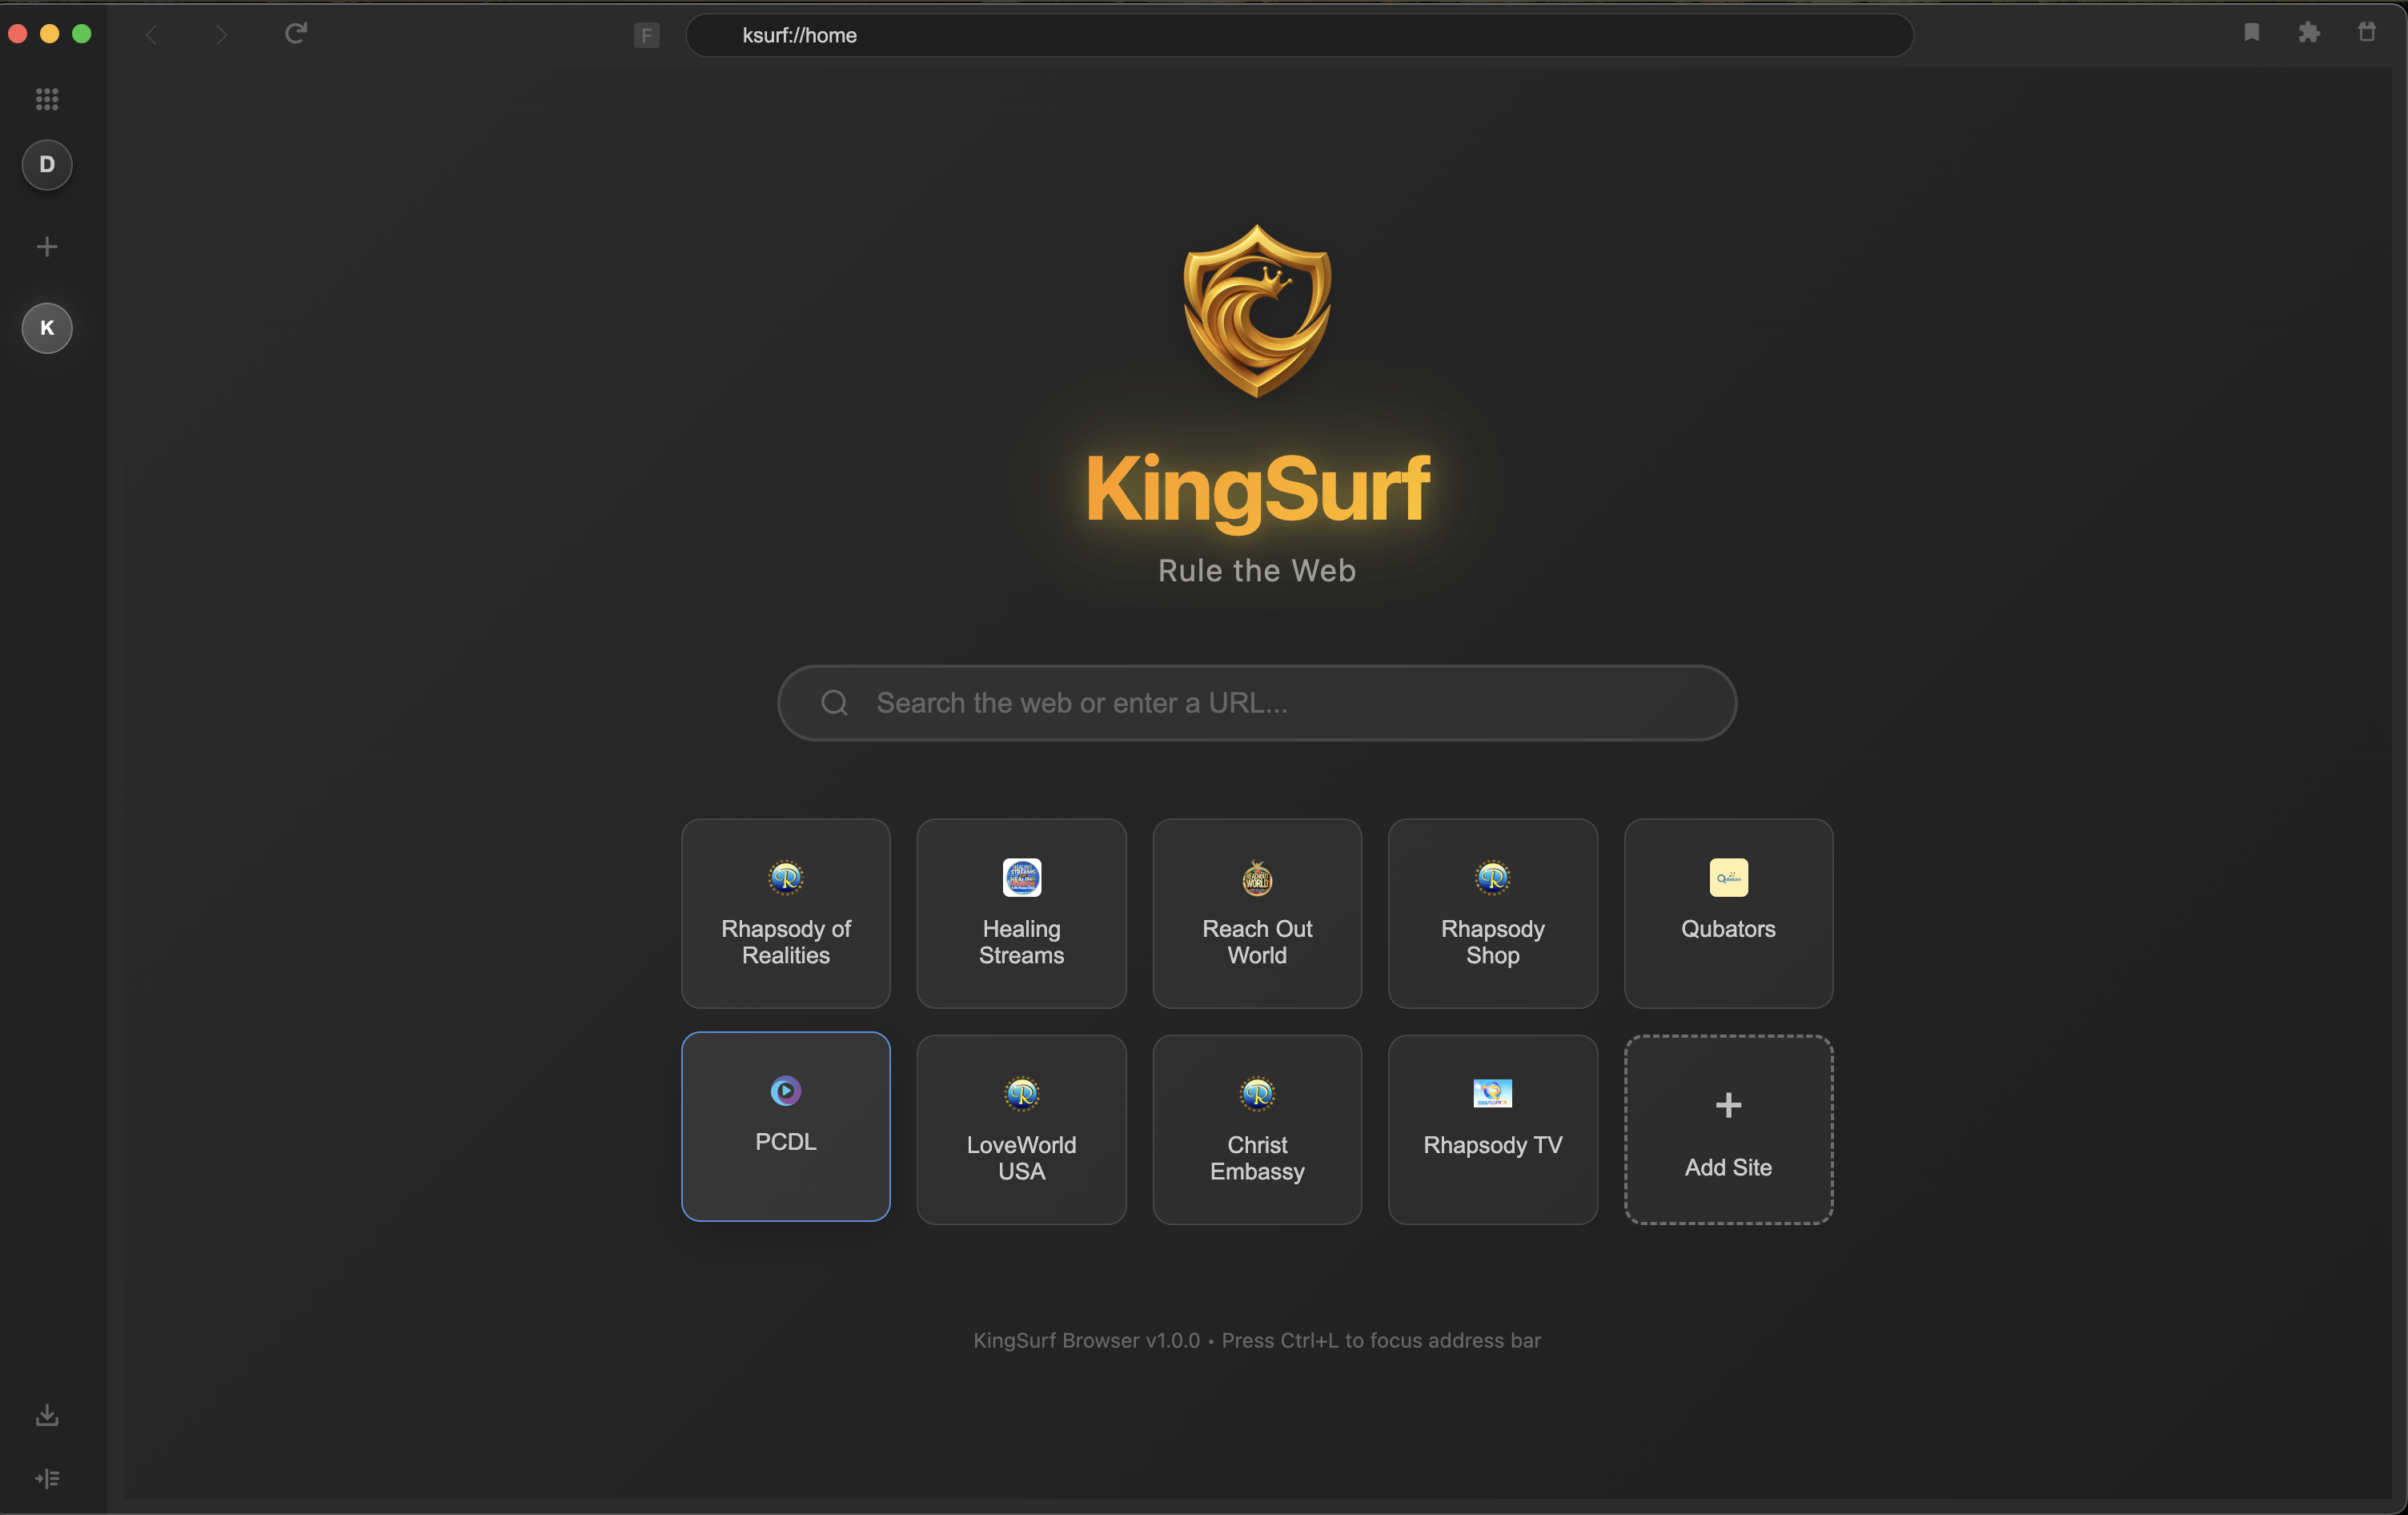 F
ksurf://home
D
K
KingSurf
Rule the Web
Search the web or enter a URL...
Rhapsody of
Realities
Healing
Streams
Reach Out
World
Rhapsody
Shop
Qubators
PCDL
LoveWorld
USA
Christ
Embassy
Rhapsody TV
Add Site
KingSurf Browser v1.0.0 • Press Ctrl+L to focus address bar